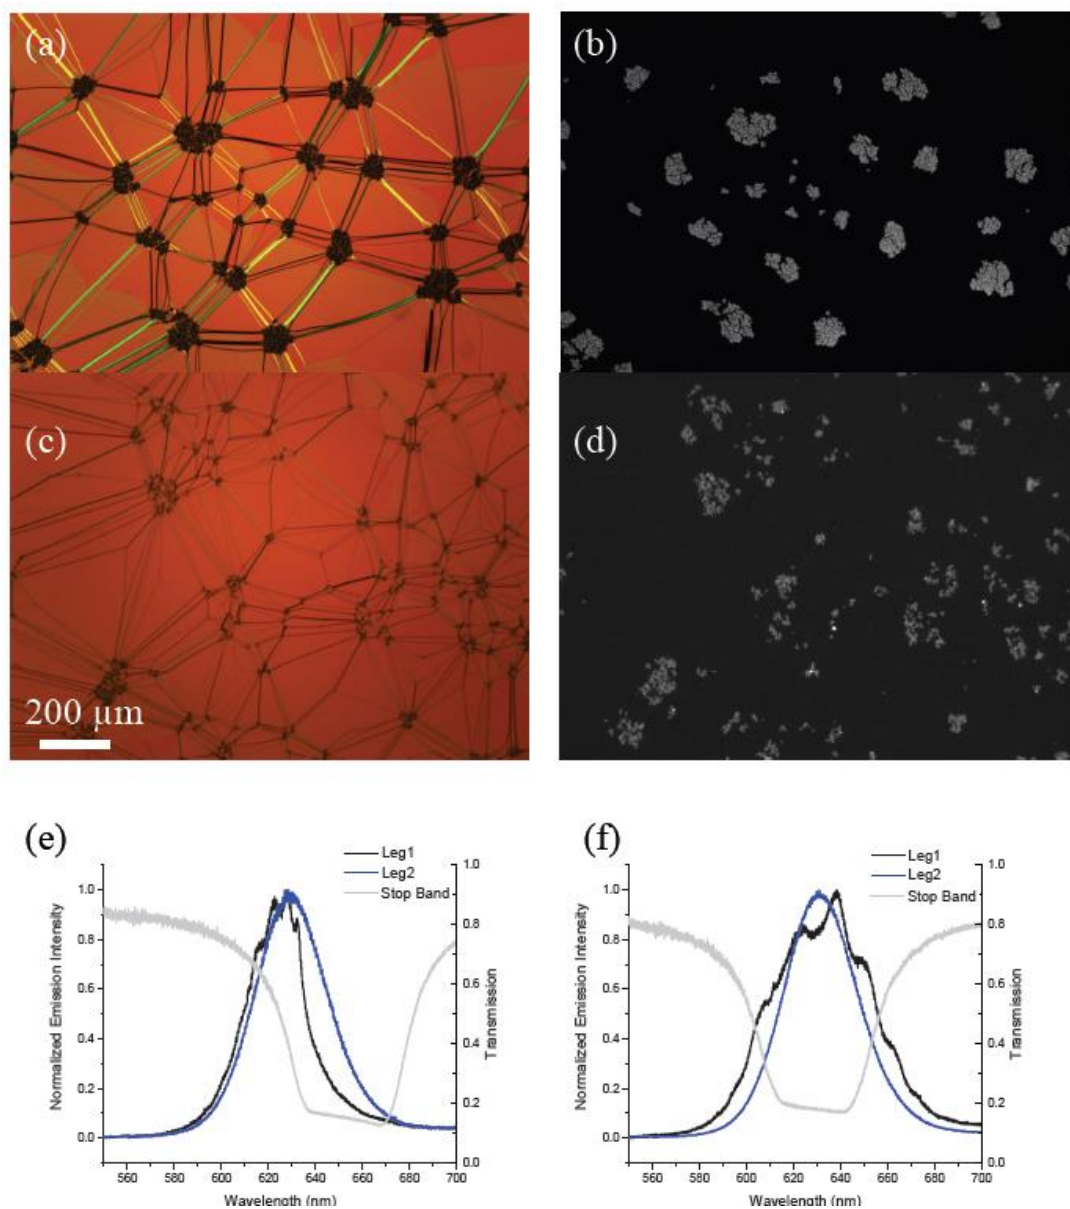 (a)
(b)
(c)
(d)
200 µm
(e)
Leg1
Leg2
Stop Band
1.0
0.8
0.6
0.4
0.2
0.0
Normalized Emission Intensity
1.0
0.8
0.6
0.4
0.2
0.0
Transmission
560 580 600 620 640 660 680 700
Wavelength (nm)
(f)
Leg1
Leg2
Stop Band
1.0
0.8
0.6
0.4
0.2
0.0
Normalized Emission Intensity
1.0
0.8
0.6
0.4
0.2
0.0
Transmission
560 580 600 620 640 660 680 700
Wavelength (nm)